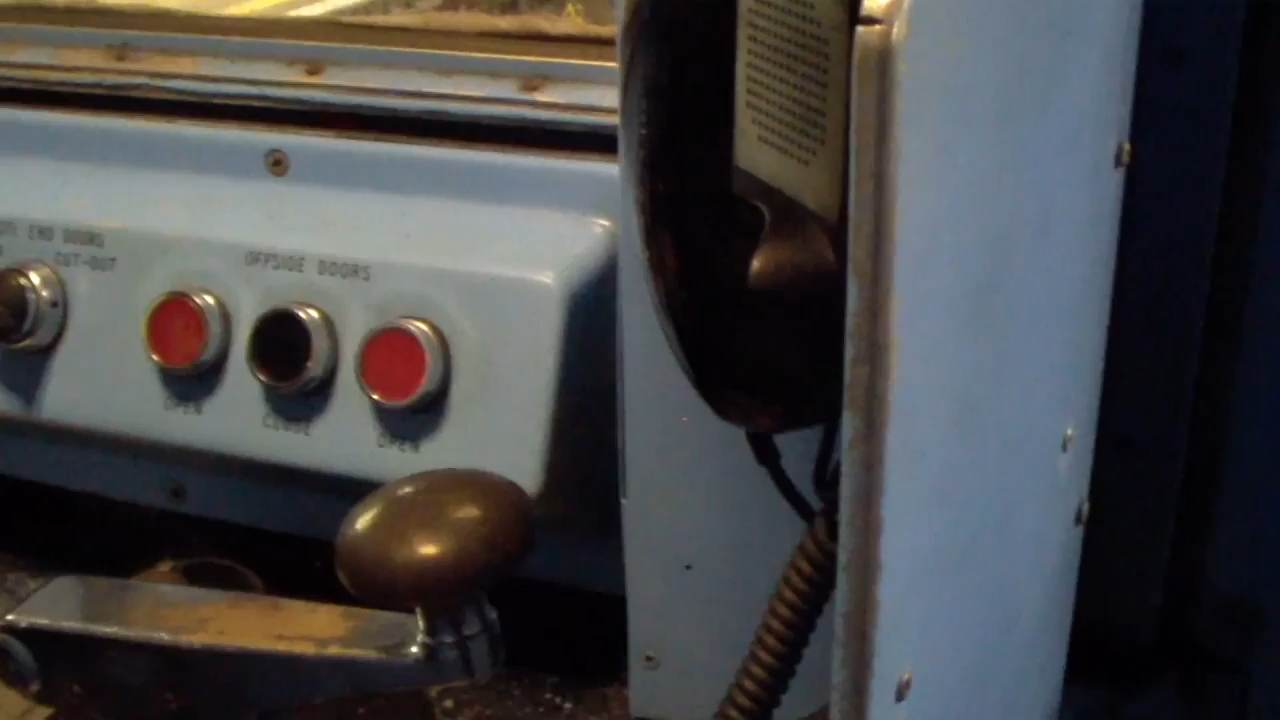 END DOORS
CUT-OUT
OFFSIDE DOORS
OPEN
CLOSE
OPEN